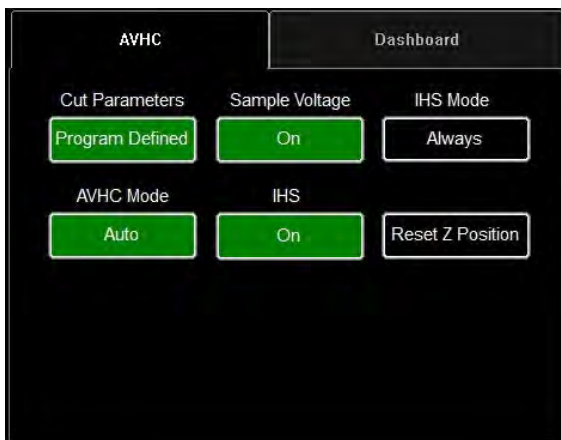 AVHC Dashboard
Cut Parameters Sample Voltage IHS Mode
Program Defined On Always
AVHC Mode IHS
Auto On Reset Z Position